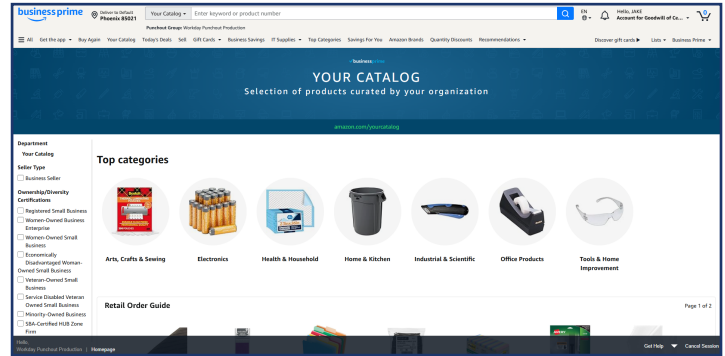 business prime
Deliver to Default
Phoenix 85021
Your Catalog
Enter keyword or product number
EN
Hello, JAKE
Account for Goodwill of Ce...
0
Punchout Group: Workday Punchout Production
All Get the app Buy Again Your Catalog Today's Deals Sell Gift Cards Business Savings IT Supplies Top Categories Savings For You Amazon Brands Quantity Discounts Recommendations Discover gift cards Lists Business Prime
business prime
YOUR CATALOG
Selection of products curated by your organization
amazon.com/yourcatalog
Department
Your Catalog
Seller Type
Business Seller
Ownership/Diversity
Certifications
Registered Small Business
Women-Owned Business
Enterprise
Women-Owned Small
Business
Economically
Disadvantaged Woman-
Owned Small Business
Veteran-Owned Small
Business
Service Disabled Veteran
Owned Small Business
Minority-Owned Business
SBA-Certified HUB Zone
Firm
Top categories
Arts, Crafts & Sewing
Electronics
Health & Household
Home & Kitchen
Industrial & Scientific
Office Products
Tools & Home
Improvement
Retail Order Guide
Page 1 of 2
Hello,
Workday Punchout Production | Homepage
Get Help
Cancel Session